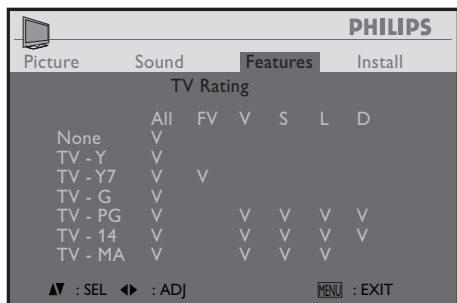 PHILIPS
Picture Sound Features Install
TV Rating
All FV V S L D
None V
TV - Y V
TV - Y7 V V
TV - G V
TV - PG V V V V V
TV - 14 V V V V V
TV - MA V V V V
: SEL : ADJ MENU : EXIT